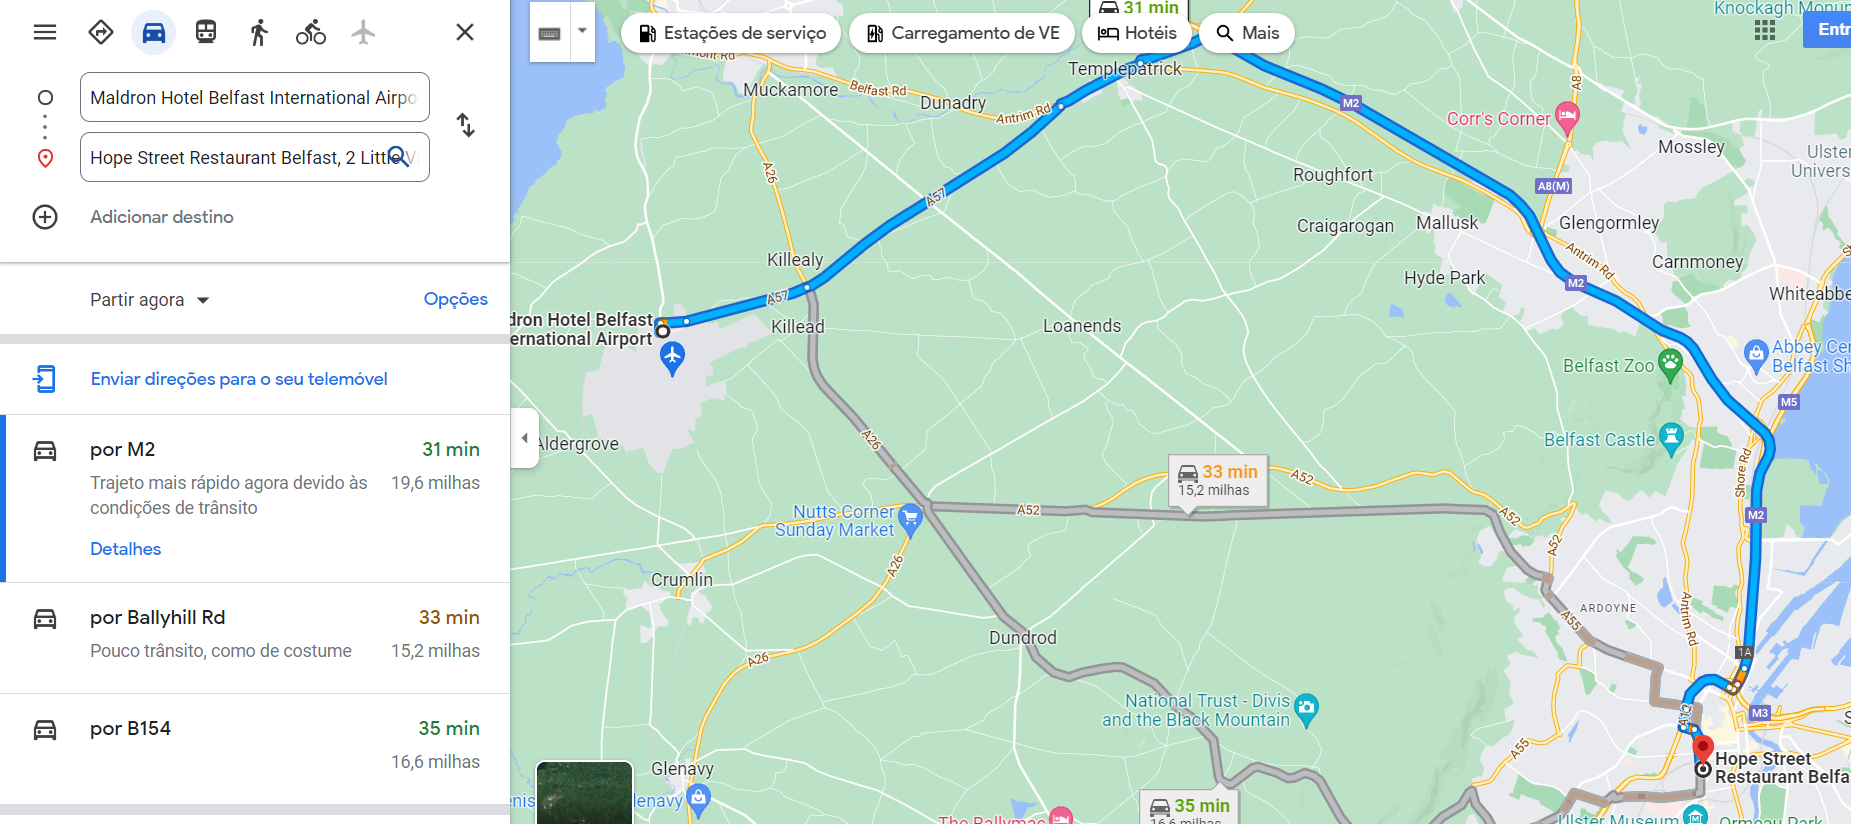 Maldron Hotel Belfast International Airpo
Hope Street Restaurant Belfast, 2 Little V
Adicionar destino
Partir agora
Opções
Enviar direções para o seu telemóvel
por M2
31 min
Trajeto mais rápido agora devido às
19,6 milhas
condições de trânsito
Detalhes
por Ballyhill Rd
33 min
Pouco trânsito, como de costume
15,2 milhas
por B154
35 min
16,6 milhas
31 min
Estações de serviço
Carregamento de VE
Hotéis
Mais
Knockagh Monum
Entr
Templepatrick
Muckamore
Belfast Rd
Dunadry
Antrim Rd
M2
A8
Corr's Corner
Mossley
Ulster
Univers
A26
Roughfort
A8(M)
A57
Craigarogan
Mallusk
Glengormley
Antrim Rd
Carnmoney
Killealy
Hyde Park
M2
Whiteabbe
A57
dron Hotel Belfast
ernational Airport
Killead
Loanends
Belfast Zoo
Abbey Cen
Belfast Sh
M5
Aldergrove
A26
Belfast Castle
Shore Rd
33 min
15,2 milhas
A52
Nutts Corner
Sunday Market
A52
A52
M2
A52
A26
Crumlin
ARDOYNE
A55
Antrim Rd
Dundrod
1A
A26
National Trust - Divis
and the Black Mountain
A12
M3
A55
Glenavy
Hope Street
Restaurant Belfa
lenavy
35 min
16,6 milhas
The Ballymac
Ulster Museum
Ormeau Park